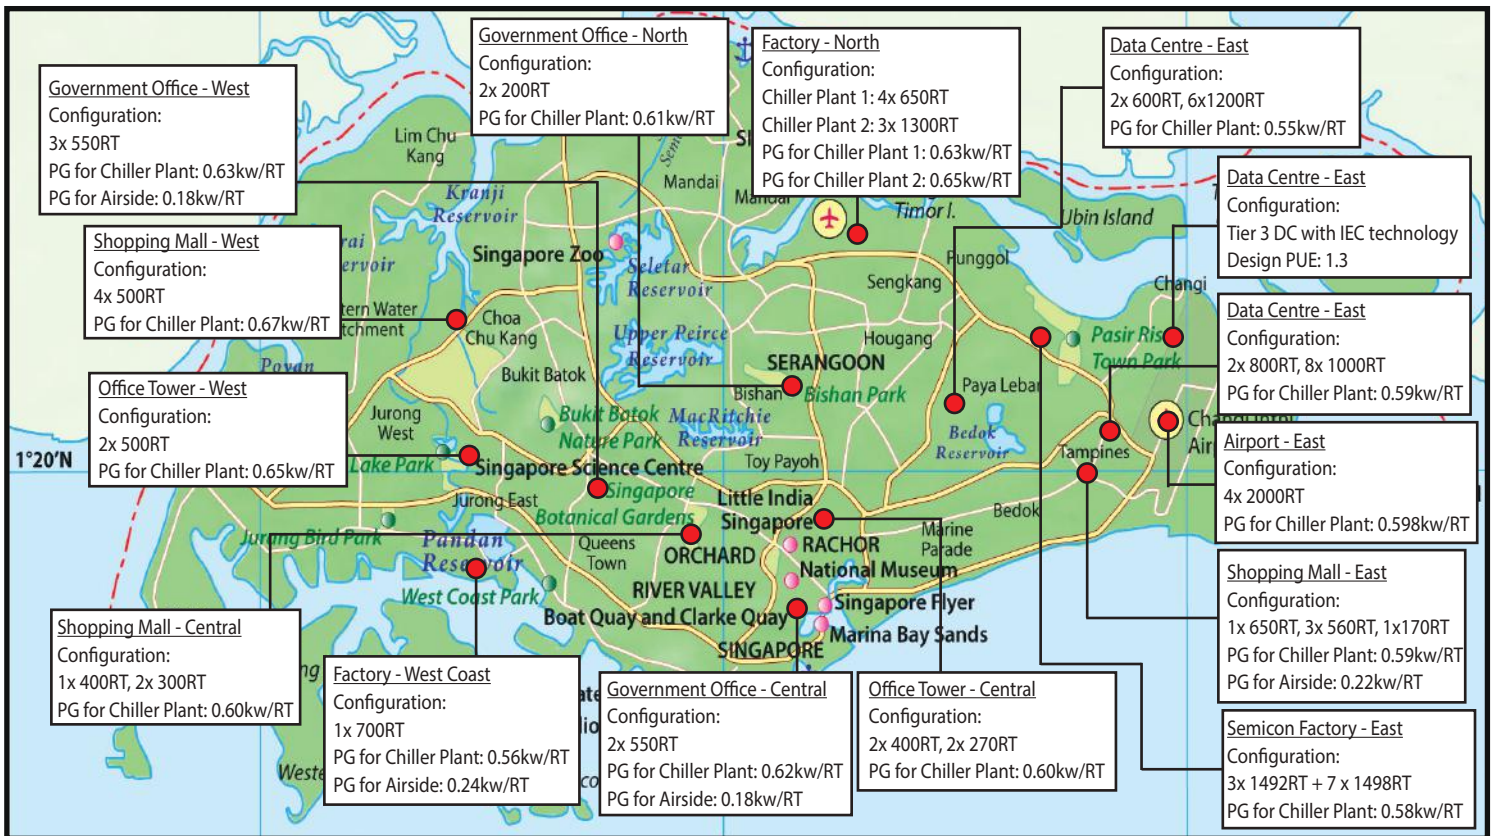 Government Office - West
Configuration:
3x 550RT
PG for Chiller Plant: 0.63kw/RT
PG for Airside: 0.18kw/RT
Government Office - North
Configuration:
2x 200RT
PG for Chiller Plant: 0.61kw/RT
Factory - North
Configuration:
Chiller Plant 1: 4x 650RT
Chiller Plant 2: 3x 1300RT
PG for Chiller Plant 1: 0.63kw/RT
PG for Chiller Plant 2: 0.65kw/RT
Data Centre - East
Configuration:
2x 600RT, 6x1200RT
PG for Chiller Plant: 0.55kw/RT
Data Centre - East
Configuration:
Tier 3 DC with IEC technology
Design PUE: 1.3
Shopping Mall - West
Configuration:
4x 500RT
PG for Chiller Plant: 0.67kw/RT
Data Centre - East
Configuration:
2x 800RT, 8x 1000RT
PG for Chiller Plant: 0.59kw/RT
Office Tower - West
Configuration:
2x 500RT
PG for Chiller Plant: 0.65kw/RT
Airport - East
Configuration:
4x 2000RT
PG for Chiller Plant: 0.598kw/RT
Shopping Mall - East
Configuration:
1x 650RT, 3x 560RT, 1x170RT
PG for Chiller Plant: 0.59kw/RT
PG for Airside: 0.22kw/RT
Shopping Mall - Central
Configuration:
1x 400RT, 2x 300RT
PG for Chiller Plant: 0.60kw/RT
Factory - West Coast
Configuration:
1x 700RT
PG for Chiller Plant: 0.56kw/RT
PG for Airside: 0.24kw/RT
Government Office - Central
Configuration:
2x 550RT
PG for Chiller Plant: 0.62kw/RT
PG for Airside: 0.18kw/RT
Office Tower - Central
Configuration:
2x 400RT, 2x 270RT
PG for Chiller Plant: 0.60kw/RT
Semicon Factory - East
Configuration:
3x 1492RT + 7 x 1498RT
PG for Chiller Plant: 0.58kw/RT
Lim Chu
Kang
Kranji
Reservoir
Mandai
Mandai
Timor I.
Ubin Island
Singapore Zoo
Seletar
Reservoir
Punggol
Sengkang
Changi
Choa
Chu Kang
Upper Peirce
Reservoir
Hougang
Pasir Ris
Town Park
SERANGOON
Bukit Batok
Bishan
Bishan Park
Paya Lebar
Jurong
West
Bukit Batok
Nature Park
MacRitchie
Reservoir
Bedok
Reservoir
Tampines
1°20'N
Lake Park
Singapore Science Centre
Toy Payoh
Jurong East
Singapore
Botanical Gardens
Little India
Singapore
Bedok
Marine
Parade
Jurang Bird Park
Pandan
Reservoir
Queens
Town
ORCHARD
RACHOR
National Museum
West Coast Park
RIVER VALLEY
Boat Quay and Clarke Quay
Singapore Flyer
Marina Bay Sands
SINGAPORE